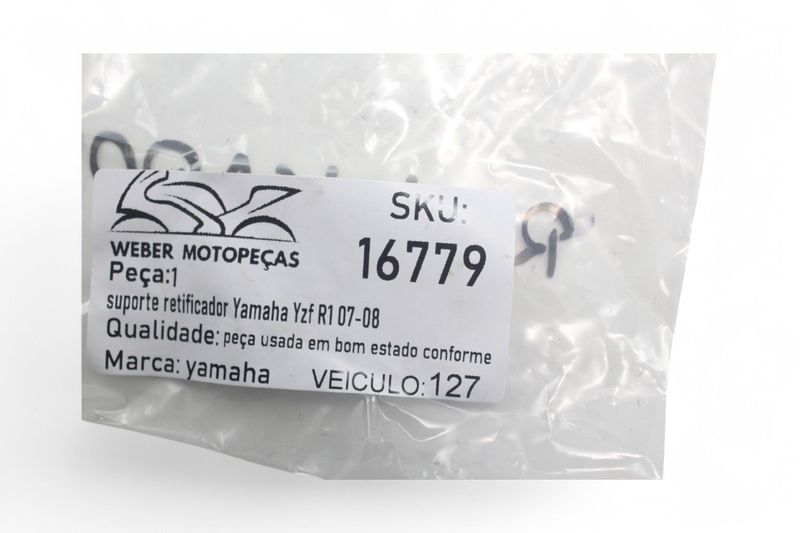 WEBER MOTOPEÇAS
SKU:
16779
Peça:1
suporte retificador Yamaha Yzf R1 07-08
Qualidade: peça usada em bom estado conforme
Marca: yamaha
VEICULO: 127